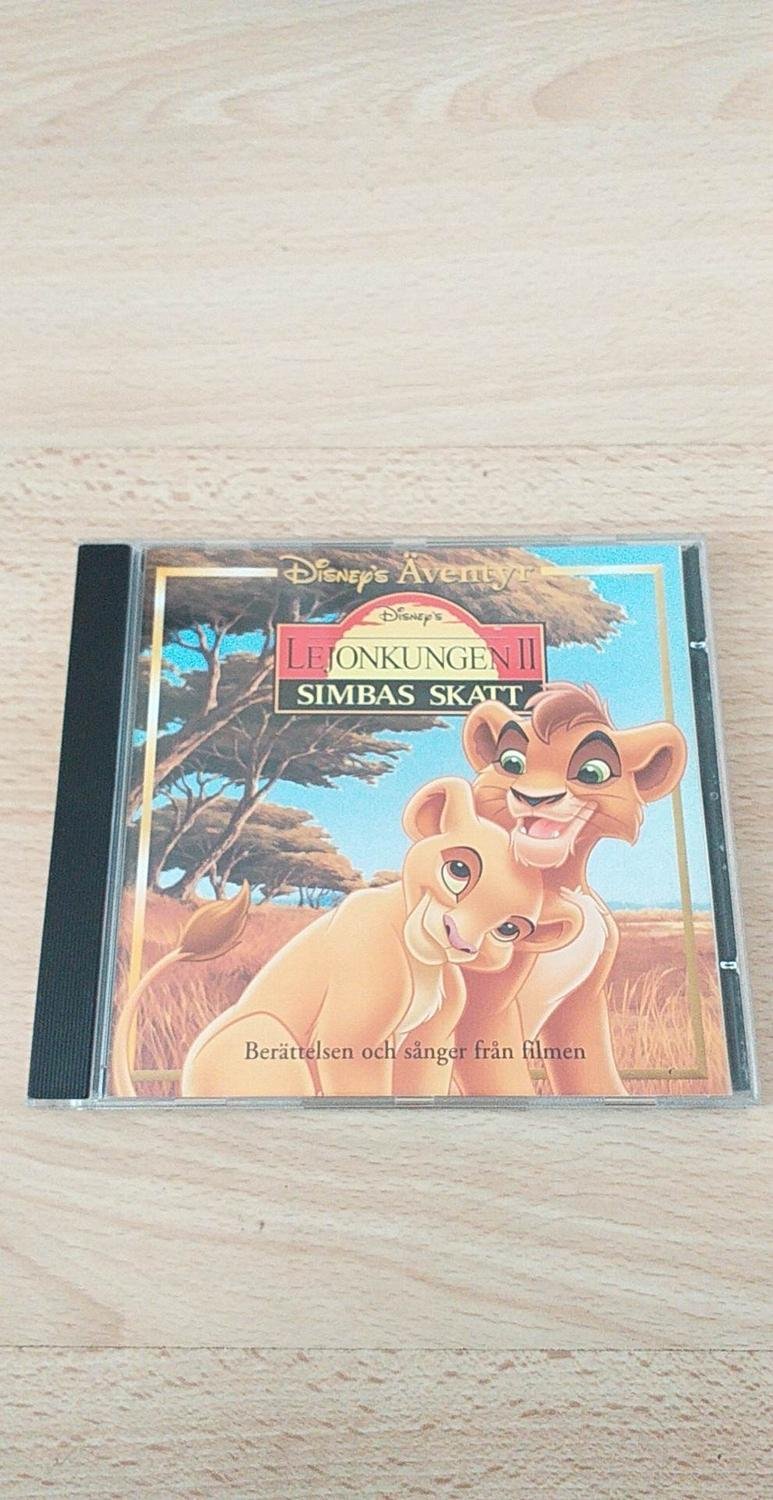 Disney's Äventyr
Disney's
LEJONKUNGEN II
SIMBAS SKATT
Berättelsen och sånger från filmen